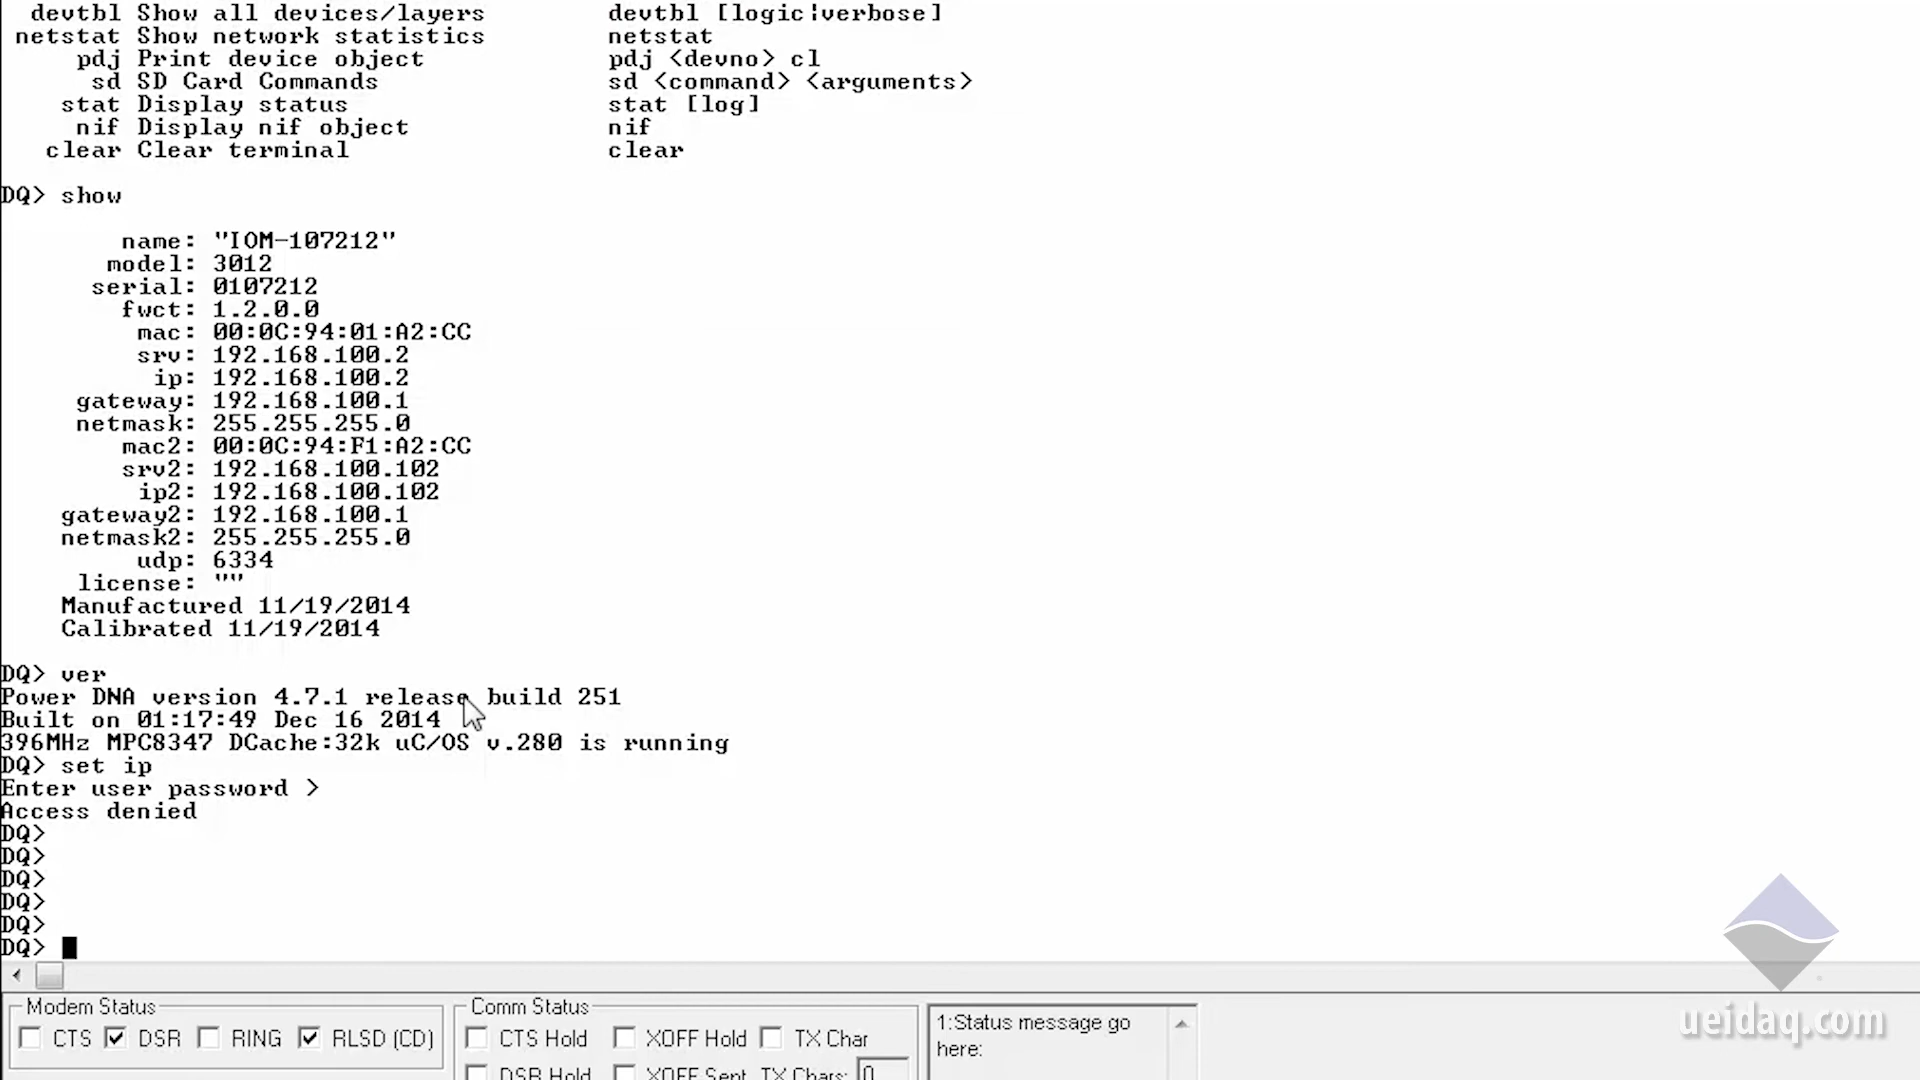 devtbl Show all devices/layers devtbl [logic|verbose]
netstat Show network statistics netstat
pdj Print device object pdj <devno> cl
sd SD Card Commands sd <command> <arguments>
stat Display status stat [log]
nif Display nif object nif
clear Clear terminal clear
DQ> show
name: "IOM-107212"
model: 3012
serial: 0107212
fwct: 1.2.0.0
mac: 00:0C:94:01:A2:CC
srv: 192.168.100.2
ip: 192.168.100.2
gateway: 192.168.100.1
netmask: 255.255.255.0
mac2: 00:0C:94:F1:A2:CC
srv2: 192.168.100.102
ip2: 192.168.100.102
gateway2: 192.168.100.1
netmask2: 255.255.255.0
udp: 6334
license: ""
Manufactured 11/19/2014
Calibrated 11/19/2014
DQ> ver
Power DNA version 4.7.1 release build 251
Built on 01:17:49 Dec 16 2014
396MHz MPC8347 DCache:32k uC/OS v.280 is running
DQ> set ip
Enter user password >
Access denied
DQ>
DQ>
DQ>
DQ>
DQ>
DQ>
Modem Status
CTS DSR RING RLSD (CD)
Comm Status
CTS Hold XOFF Hold TX Char
DSR Hold XOFF Sent TX Chars: 0
1:Status message go
here:
ueidaq.com